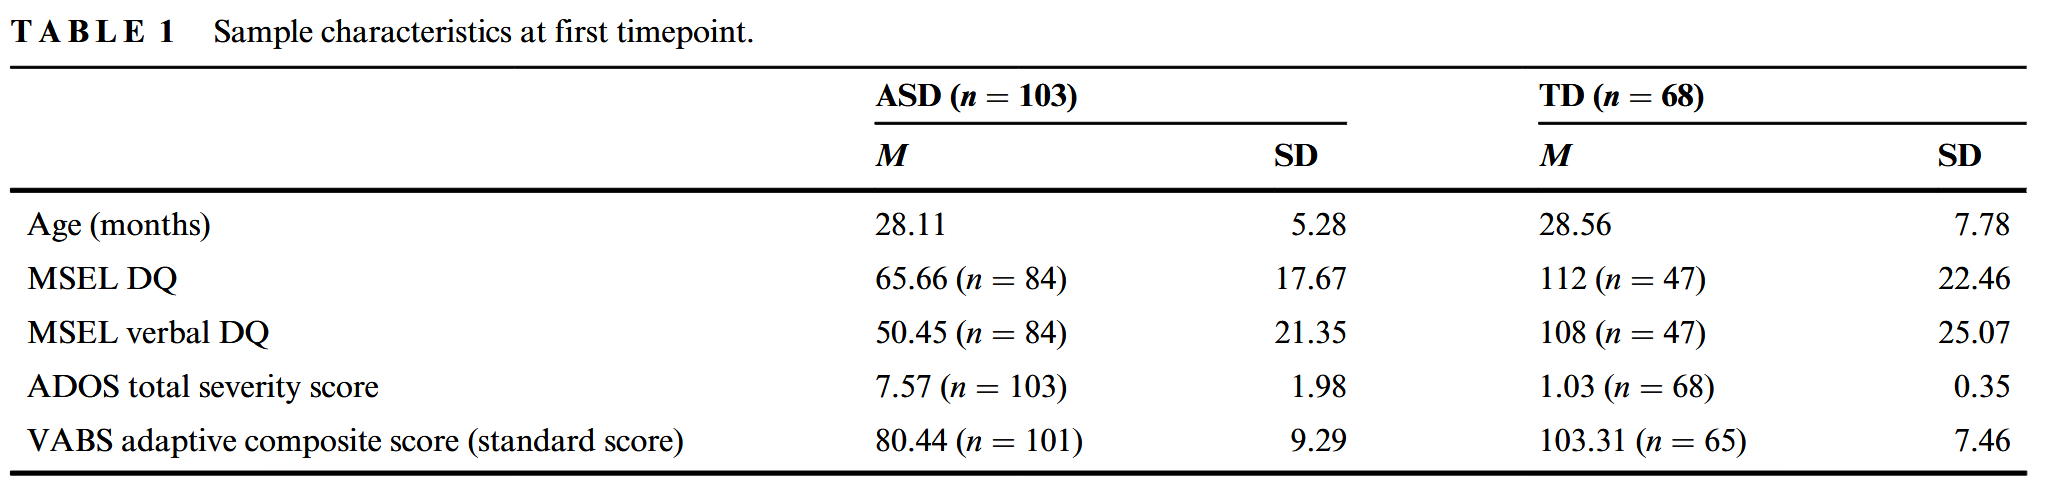 TABLE 1 Sample characteristics at first timepoint.
ASD (n = 103) TD (n = 68)
M SD M SD
Age (months) 28.11 5.28 28.56 7.78
MSEL DQ 65.66 (n = 84) 17.67 112 (n = 47) 22.46
MSEL verbal DQ 50.45 (n = 84) 21.35 108 (n = 47) 25.07
ADOS total severity score 7.57 (n = 103) 1.98 1.03 (n = 68) 0.35
VABS adaptive composite score (standard score) 80.44 (n = 101) 9.29 103.31 (n = 65) 7.46